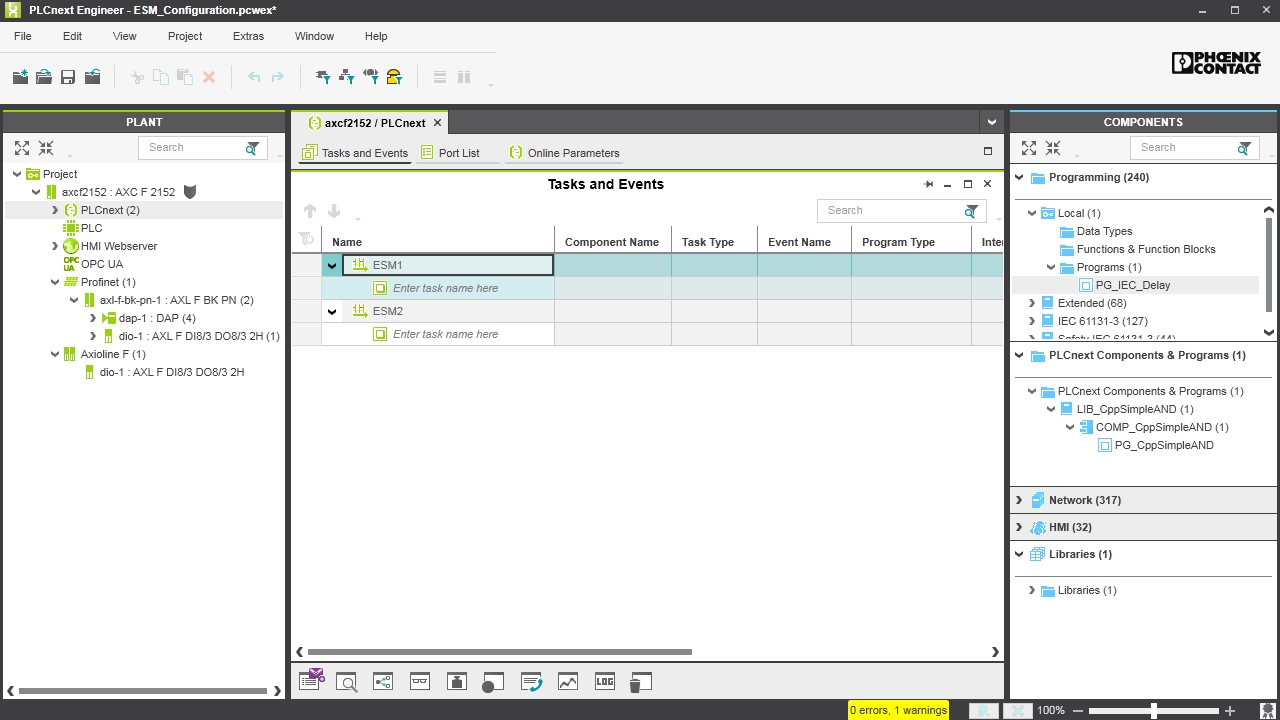 PLCnext Engineer - ESM_Configuration.pcwex*
File Edit View Project Extras Window Help
PHŒNIX
CONTACT
PLANT
Search
Project
axcf2152 : AXC F 2152
PLCnext (2)
PLC
HMI Webserver
OPC UA OPC UA
Profinet (1)
axl-f-bk-pn-1 : AXL F BK PN (2)
dap-1 : DAP (4)
dio-1 : AXL F DI8/3 DO8/3 2H (1)
Axioline F (1)
dio-1 : AXL F DI8/3 DO8/3 2H
axcf2152 / PLCnext
Tasks and Events Port List Online Parameters
Tasks and Events
Search
Name Component Name Task Type Event Name Program Type Inter
ESM1
Enter task name here
ESM2
Enter task name here
LOG
COMPONENTS
Search
Programming (240)
Local (1)
Data Types
Functions & Function Blocks
Programs (1)
PG_IEC_Delay
Extended (68)
IEC 61131-3 (127)
Safety IEC 61131-3 (44)
PLCnext Components & Programs (1)
PLCnext Components & Programs (1)
LIB_CppSimpleAND (1)
COMP_CppSimpleAND (1)
PG_CppSimpleAND
Network (317)
HMI (32)
Libraries (1)
Libraries (1)
0 errors, 1 warnings
100%